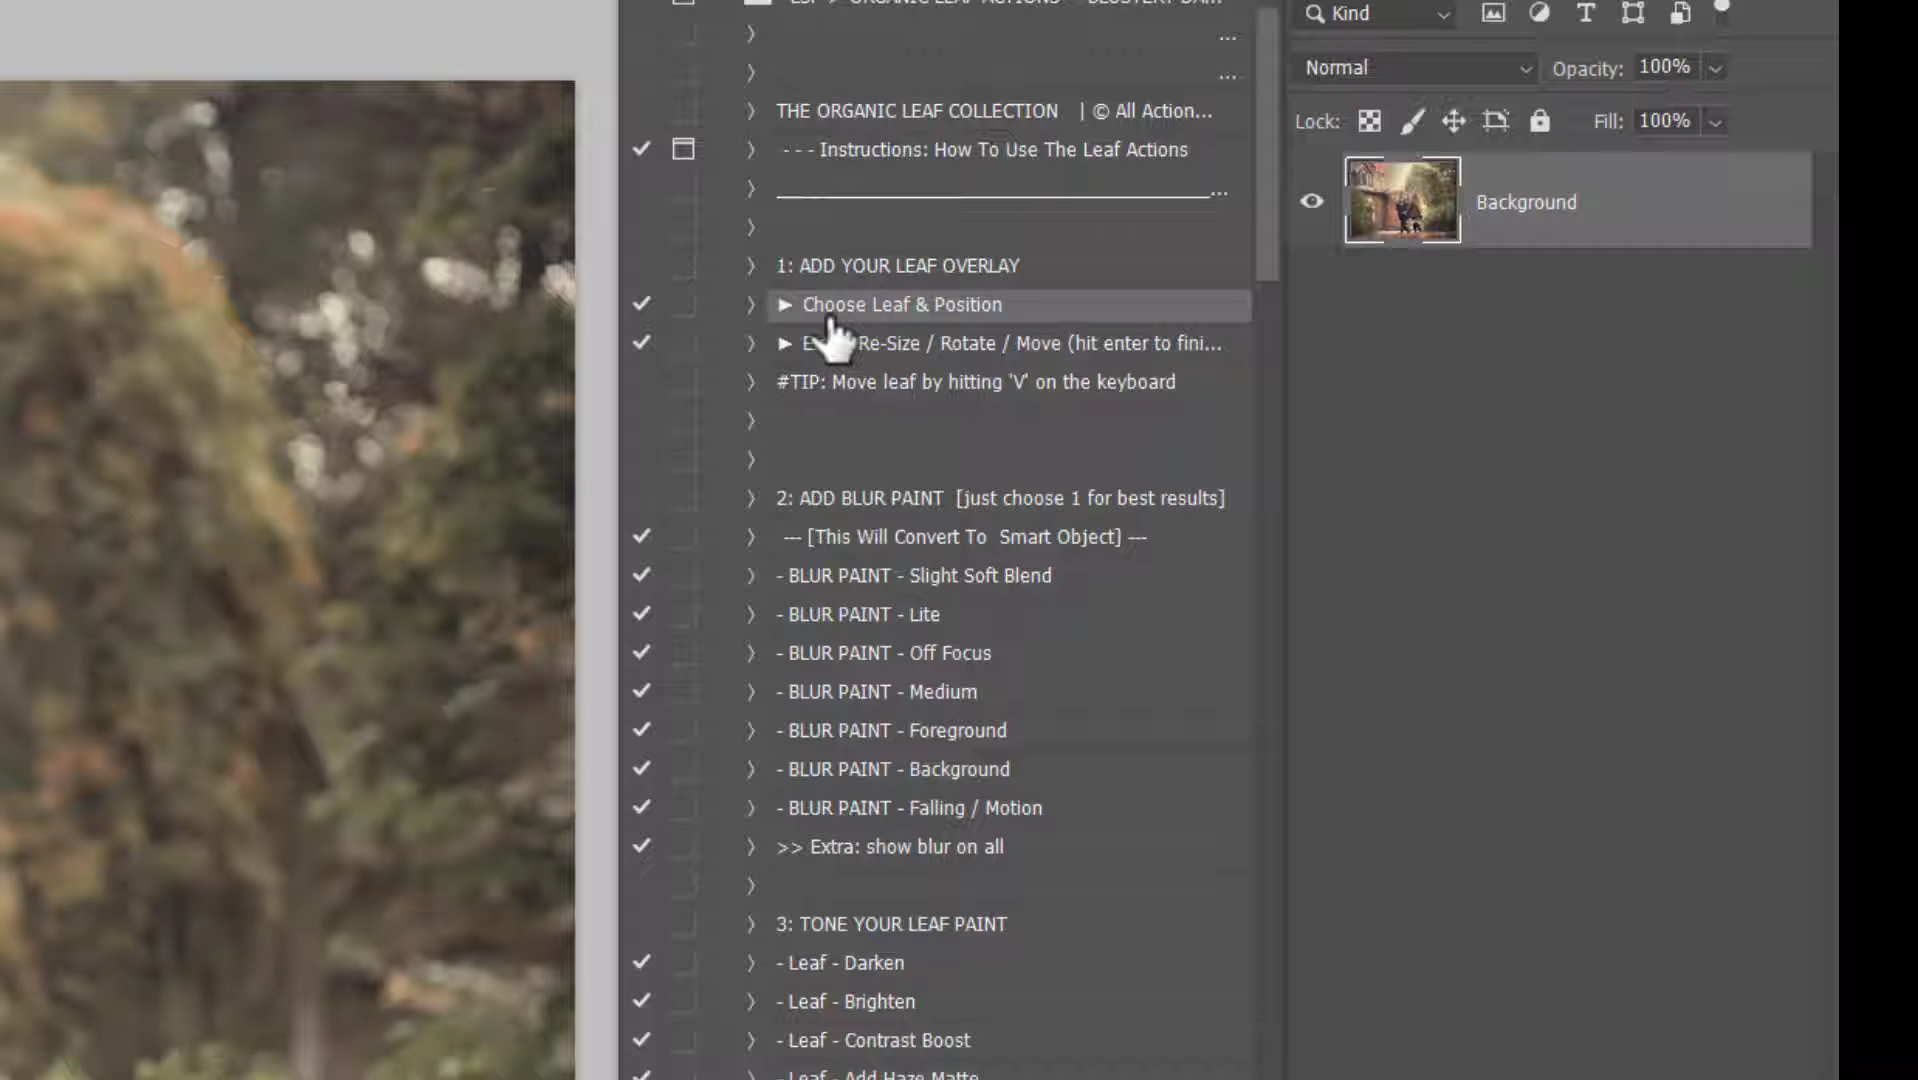 Kind
...
...
Normal
Opacity: 100%
THE ORGANIC LEAF COLLECTION | © All Action...
Lock:
Fill: 100%
- - - Instructions: How To Use The Leaf Actions
...
Background
1: ADD YOUR LEAF OVERLAY
► Choose Leaf & Position
► Re-Size / Rotate / Move (hit enter to fini...
#TIP: Move leaf by hitting 'V' on the keyboard
2: ADD BLUR PAINT [just choose 1 for best results]
--- [This Will Convert To Smart Object] ---
- BLUR PAINT - Slight Soft Blend
- BLUR PAINT - Lite
- BLUR PAINT - Off Focus
- BLUR PAINT - Medium
- BLUR PAINT - Foreground
- BLUR PAINT - Background
- BLUR PAINT - Falling / Motion
>> Extra: show blur on all
3: TONE YOUR LEAF PAINT
- Leaf - Darken
- Leaf - Brighten
- Leaf - Contrast Boost
- Leaf - Add Haze Matte